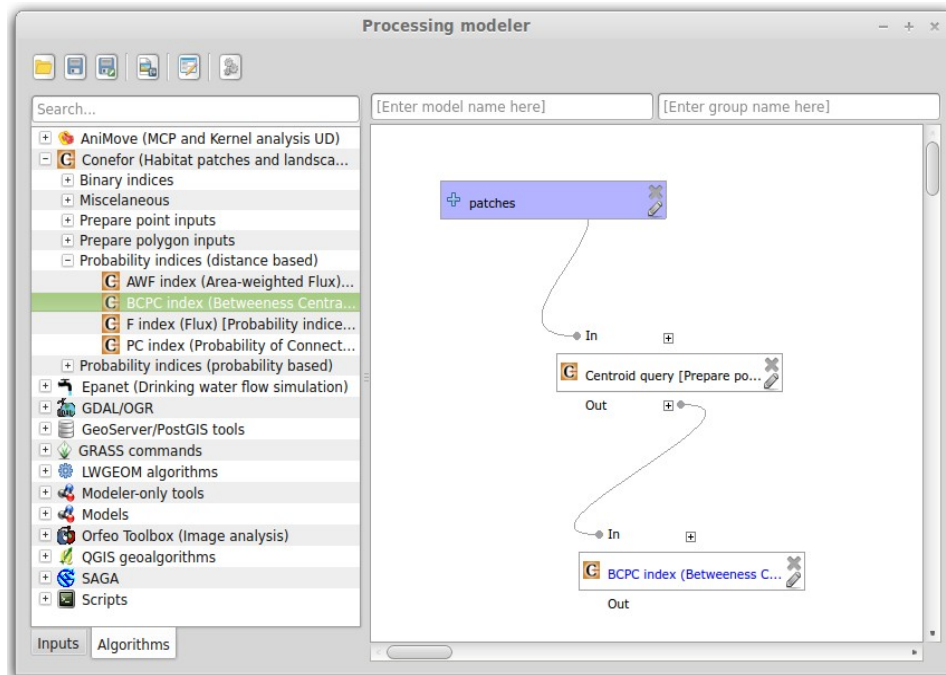 Processing modeler
Search...
[Enter model name here]
[Enter group name here]
AniMove (MCP and Kernel analysis UD)
Conefor (Habitat patches and landsca...
Binary indices
Miscelaneous
Prepare point inputs
Prepare polygon inputs
Probability indices (distance based)
AWF index (Area-weighted Flux)...
BCPC index (Betweeness Centra...
F index (Flux) [Probability indice...
PC index (Probability of Connect...
Probability indices (probability based)
Epanet (Drinking water flow simulation)
GDAL/OGR
GeoServer/PostGIS tools
GRASS commands
LWGEOM algorithms
Modeler-only tools
Models
Orfeo Toolbox (Image analysis)
QGIS geoalgorithms
SAGA
Scripts
Inputs
Algorithms
patches
In
Centroid query [Prepare po...
Out
In
BCPC index (Betweeness C...
Out